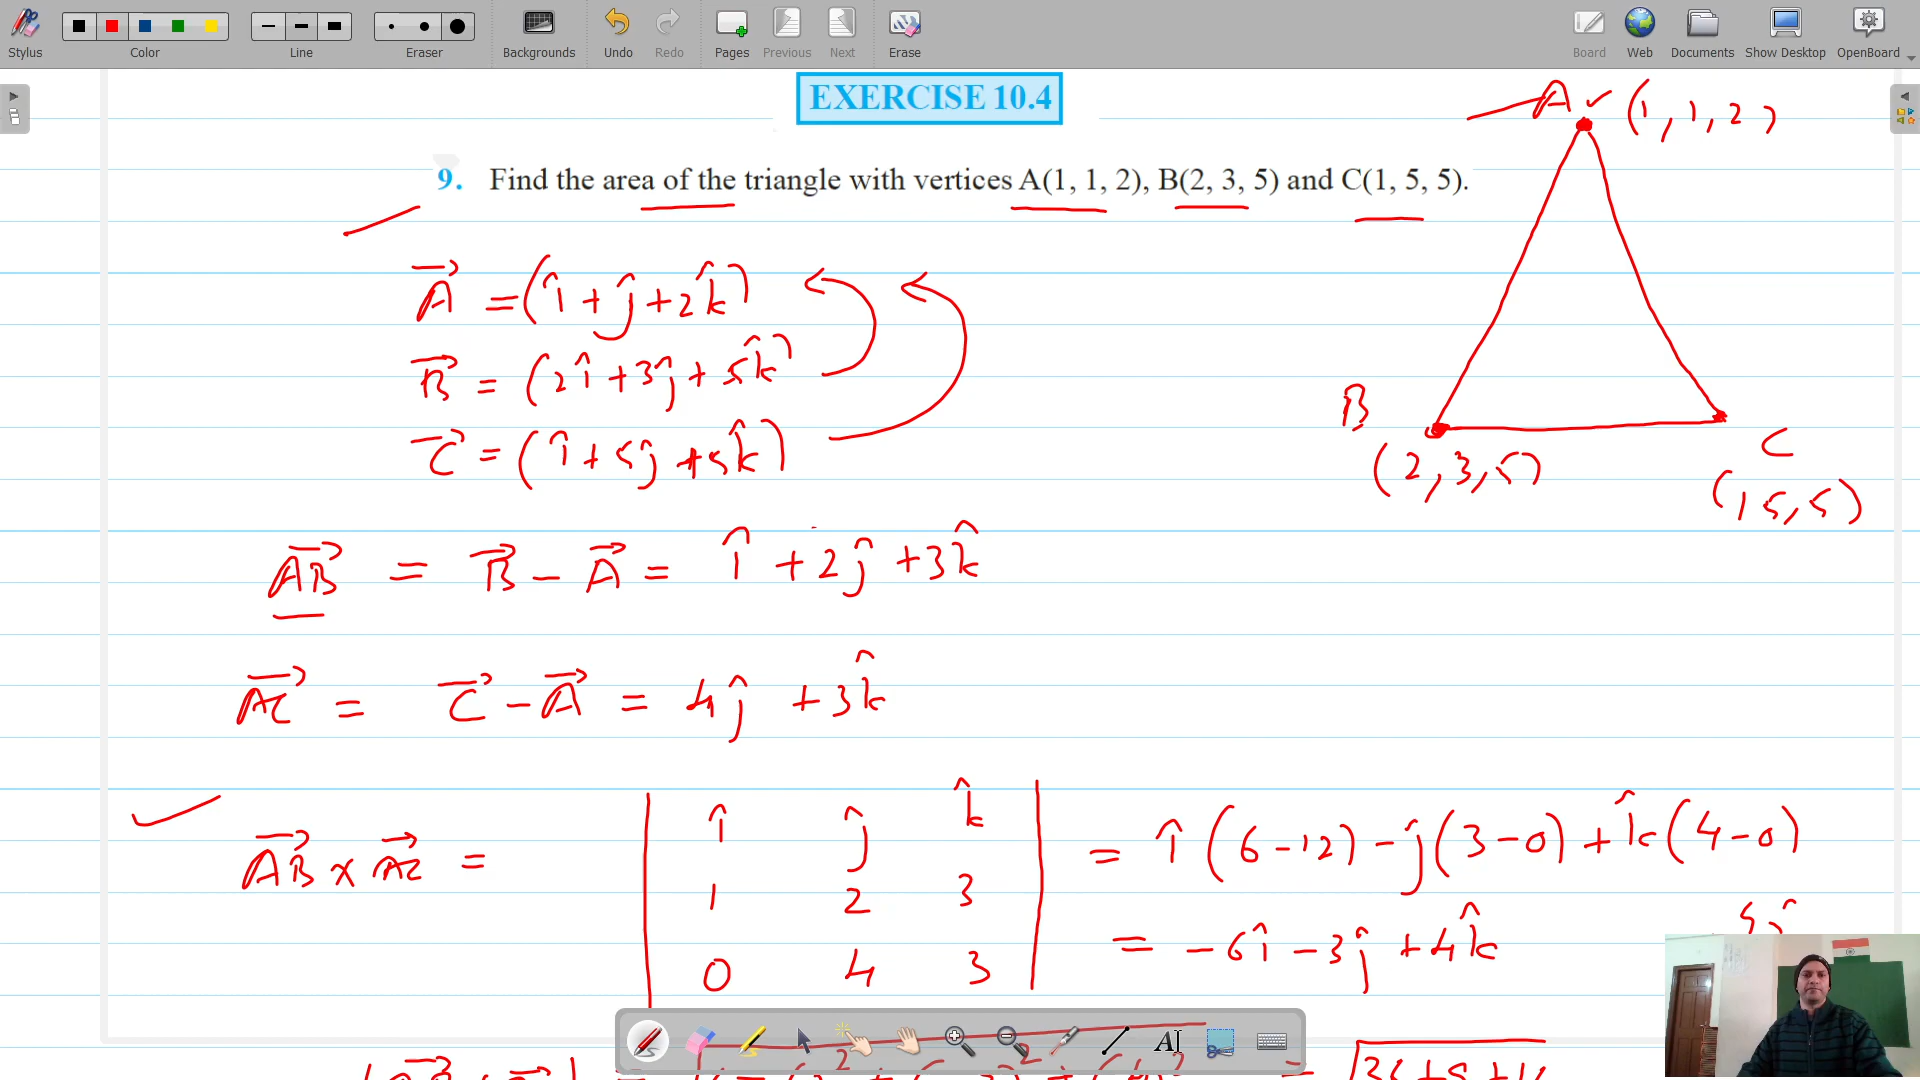 Stylus Color Line Eraser Backgrounds Undo Redo Pages Previous Next Erase Board Web Documents Show Desktop OpenBoard
EXERCISE 10.4
A (1, 1, 2)
9. Find the area of the triangle with vertices A(1, 1, 2), B(2, 3, 5) and C(1, 5, 5).
A⃗ = (î + ĵ + 2k̂)
B⃗ = (2î + 3ĵ + 5k̂)
C⃗ = (î + 5ĵ + 5k̂)
B
(2, 3, 5)
C
(1 5, 5)
AB⃗ = B⃗ − A⃗ = î + 2ĵ + 3k̂
AC⃗ = C⃗ − A⃗ = 4ĵ + 3k̂
AB⃗ × AC⃗ =
î ĵ k̂
1 2 3
0 4 3
= î (6 − 12) − ĵ (3 − 0) + k̂ (4 − 0)
= −6î − 3ĵ + 4k̂